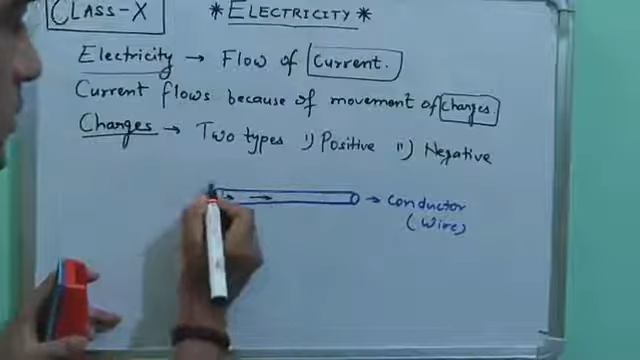 CLASS-X
*ELECTRICITY*
Electricity → Flow of Current.
Current flows because of movement of charges
Charges → Two types i) Positive ii) Negative
→ Conductor
(Wire)